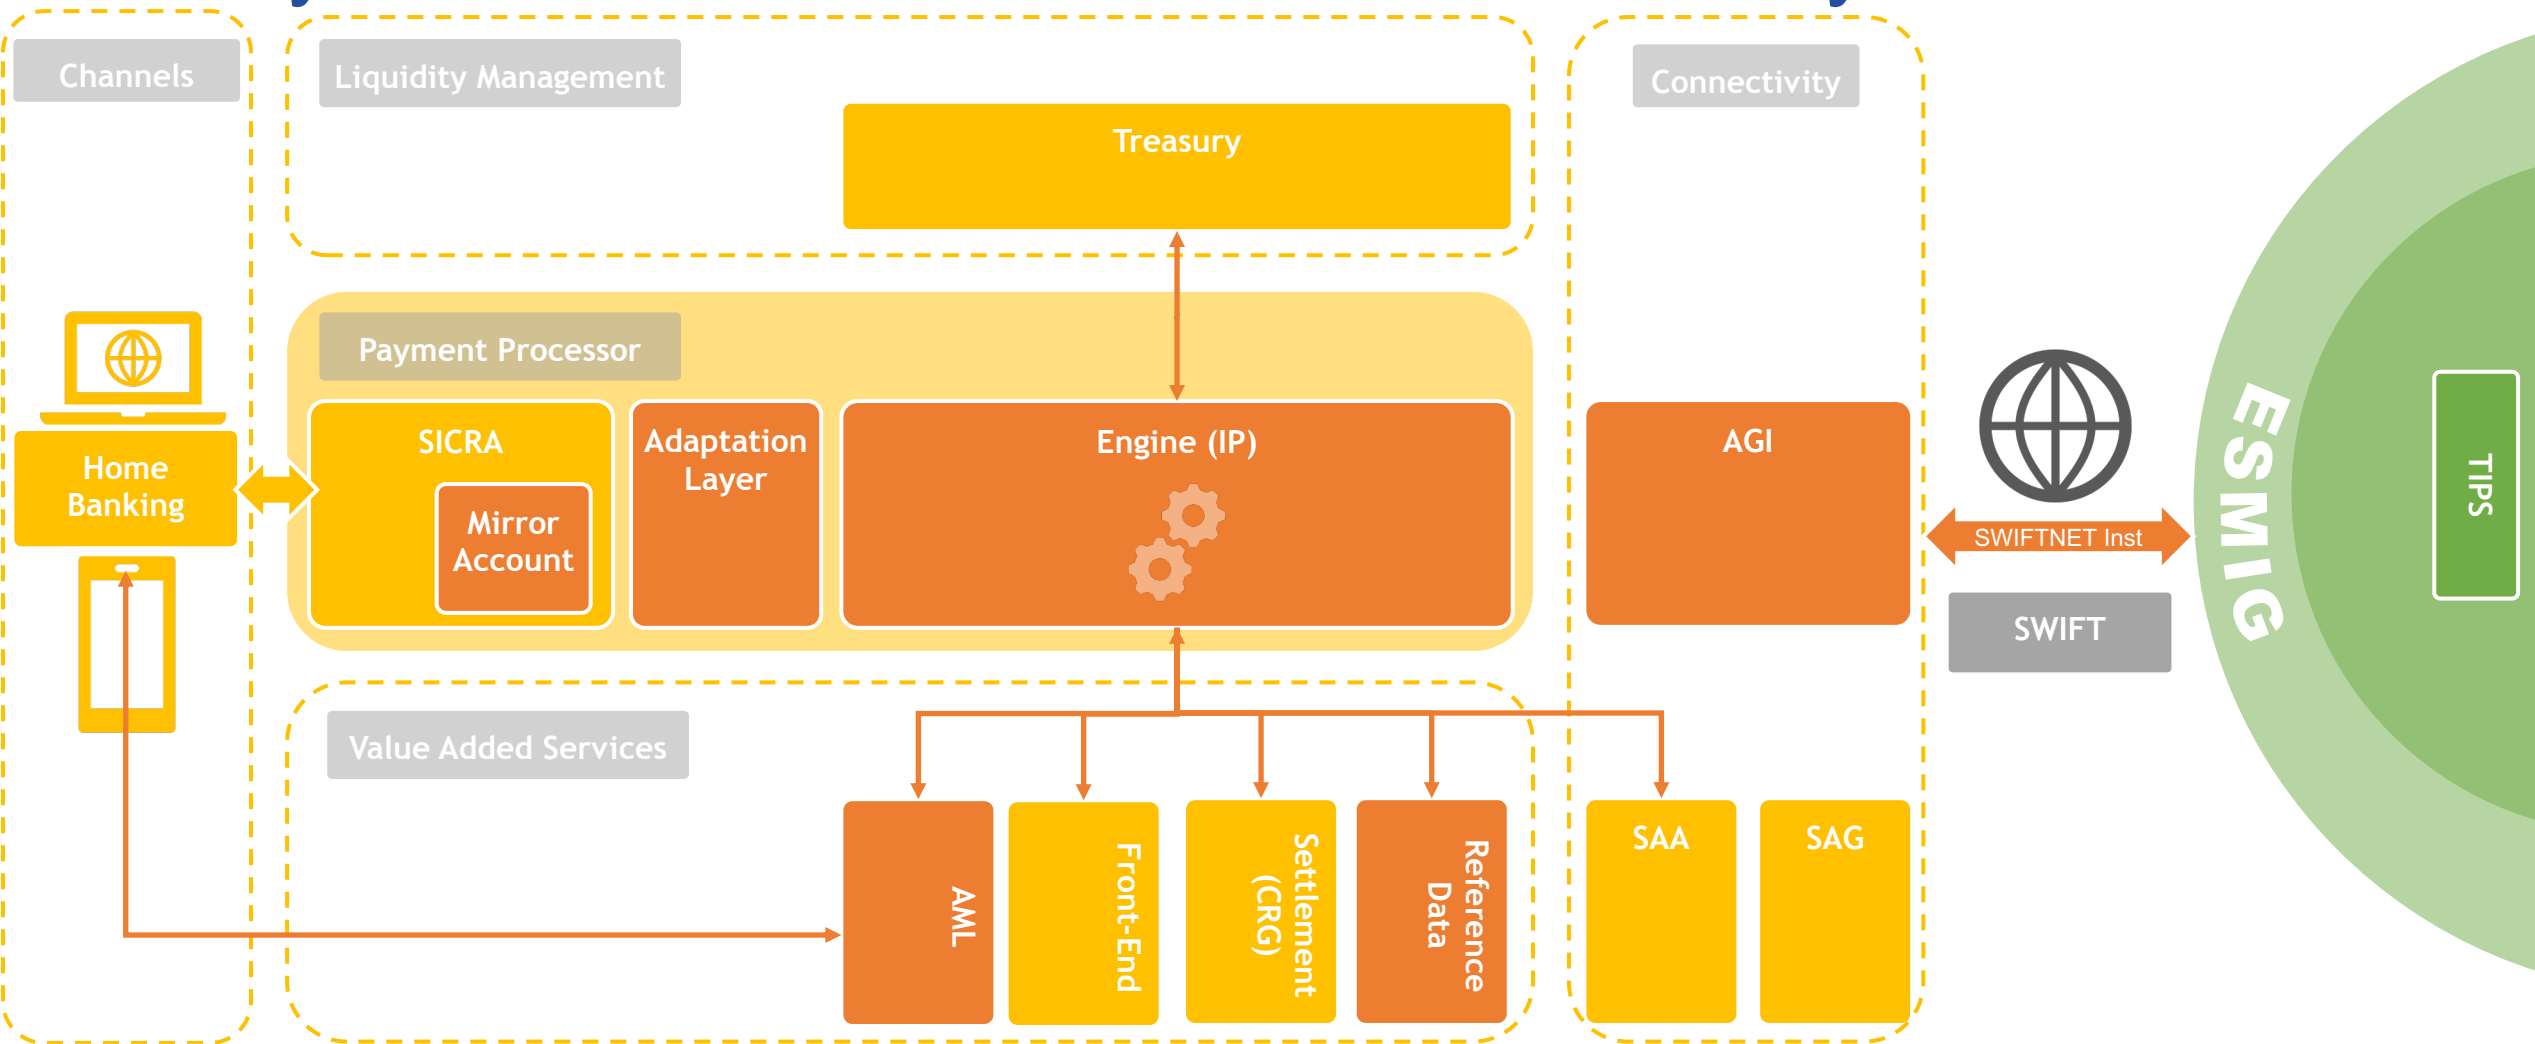 Channels
Liquidity Management
Connectivity
Treasury
Payment Processor
Home
Banking
SICRA
Mirror
Account
Adaptation
Layer
Engine (IP)
AGI
SWIFTNET Inst
SWIFT
ESMIG
TIPS
Value Added Services
AML
Front-End
Settlement
(CRG)
Reference
Data
SAA
SAG